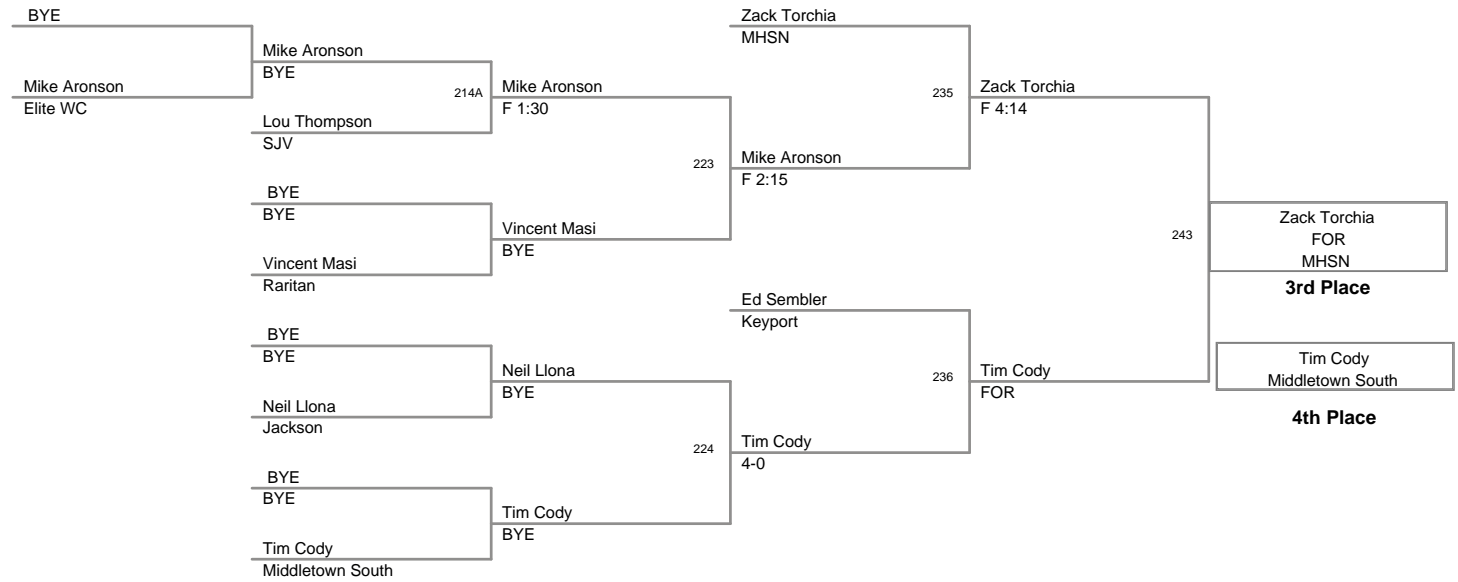 BYE
Mike Aronson
Elite WC
Mike Aronson
BYE
Lou Thompson
SJV
BYE
BYE
Vincent Masi
Raritan
BYE
BYE
Neil Llona
Jackson
BYE
BYE
Tim Cody
Middletown South
214A
Mike Aronson
F 1:30
Vincent Masi
BYE
Neil Llona
BYE
Tim Cody
BYE
223
224
Zack Torchia
MHSN
Mike Aronson
F 2:15
Ed Sembler
Keyport
Tim Cody
4-0
235
236
Zack Torchia
F 4:14
Tim Cody
FOR
243
Zack Torchia
FOR
MHSN
3rd Place
Tim Cody
Middletown South
4th Place